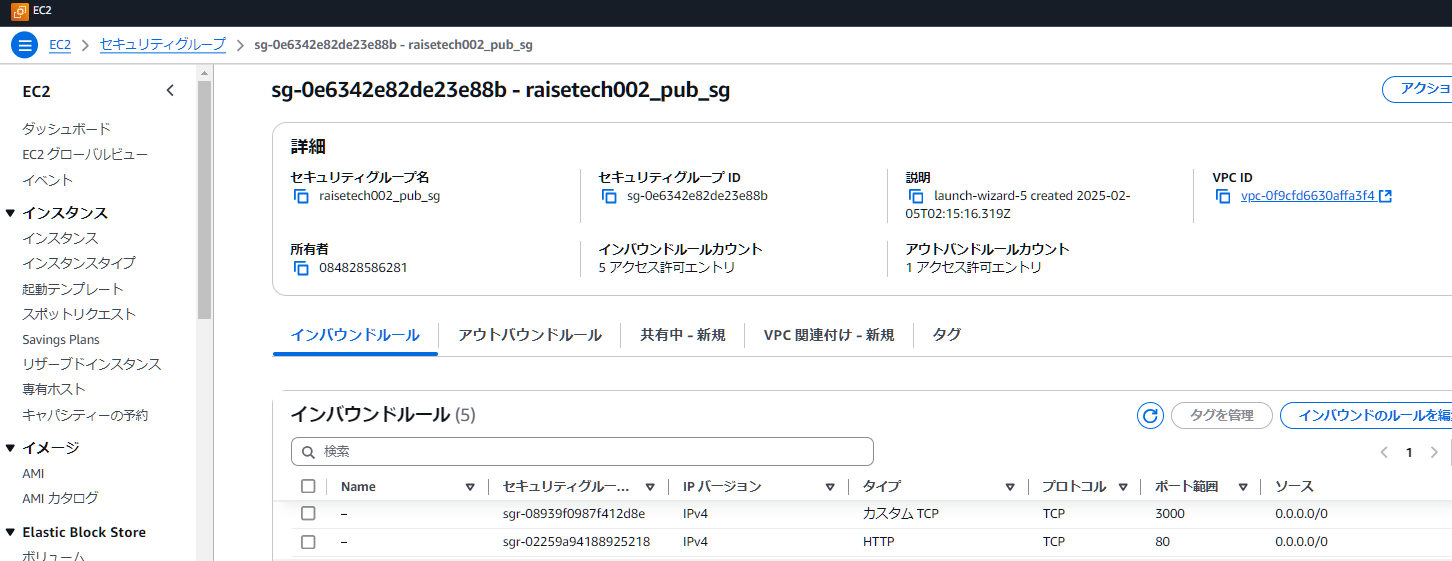 EC2
EC2 > セキュリティグループ > sg-0e6342e82de23e88b - raisetech002_pub_sg
EC2
ダッシュボード
EC2 グローバルビュー
イベント
インスタンス
インスタンス
インスタンスタイプ
起動テンプレート
スポットリクエスト
Savings Plans
リザーブドインスタンス
専有ホスト
キャパシティーの予約
イメージ
AMI
AMI カタログ
Elastic Block Store
ボリューム
sg-0e6342e82de23e88b - raisetech002_pub_sg
アクショ
詳細
セキュリティグループ名
raisetech002_pub_sg
セキュリティグループ ID
sg-0e6342e82de23e88b
説明
launch-wizard-5 created 2025-02-
05T02:15:16.319Z
VPC ID
vpc-0f9cfd6630affa3f4
所有者
084828586281
インバウンドルールカウント
5 アクセス許可エントリ
アウトバンドルールカウント
1 アクセス許可エントリ
インバウンドルール アウトバウンドルール 共有中 – 新規 VPC 関連付け – 新規 タグ
インバウンドルール (5)
タグを管理 インバウンドのルールを編
検索
1
Name セキュリティグルー... IP バージョン タイプ プロトコル ポート範囲 ソース
– sgr-08939f0987f412d8e IPv4 カスタム TCP TCP 3000 0.0.0.0/0
– sgr-02259a94188925218 IPv4 HTTP TCP 80 0.0.0.0/0